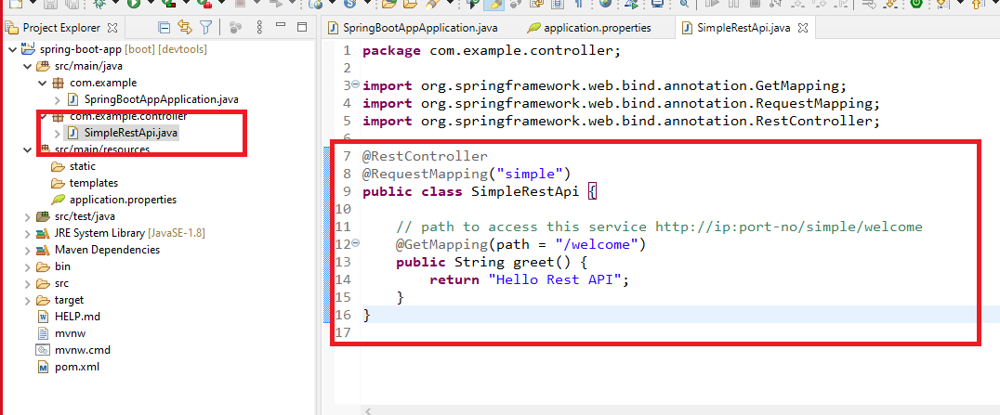 Project Explorer
spring-boot-app [boot] [devtools]
src/main/java
com.example
SpringBootAppApplication.java
com.example.controller
SimpleRestApi.java
src/main/resources
static
templates
application.properties
src/test/java
JRE System Library [JavaSE-1.8]
Maven Dependencies
bin
src
target
HELP.md
mvnw
mvnw.cmd
pom.xml
SpringBootAppApplication.java
application.properties
SimpleRestApi.java
1 package com.example.controller;
2
3 import org.springframework.web.bind.annotation.GetMapping;
4 import org.springframework.web.bind.annotation.RequestMapping;
5 import org.springframework.web.bind.annotation.RestController;
6
7 @RestController
8 @RequestMapping("simple")
9 public class SimpleRestApi {
10
11 // path to access this service http://ip:port-no/simple/welcome
12 @GetMapping(path = "/welcome")
13 public String greet() {
14 return "Hello Rest API";
15 }
16 }
17